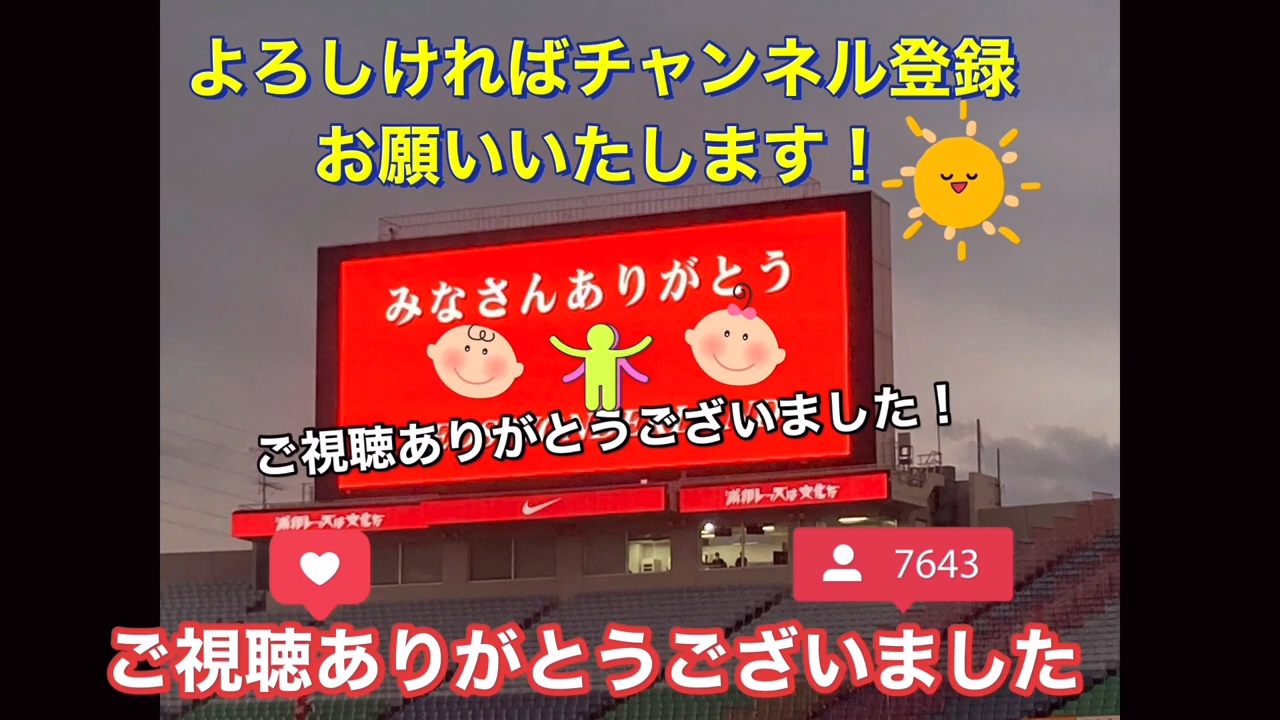 よろしければチャンネル登録
お願いいたします！
みなさんありがとう
ご視聴ありがとうございました！
7643
ご視聴ありがとうございました